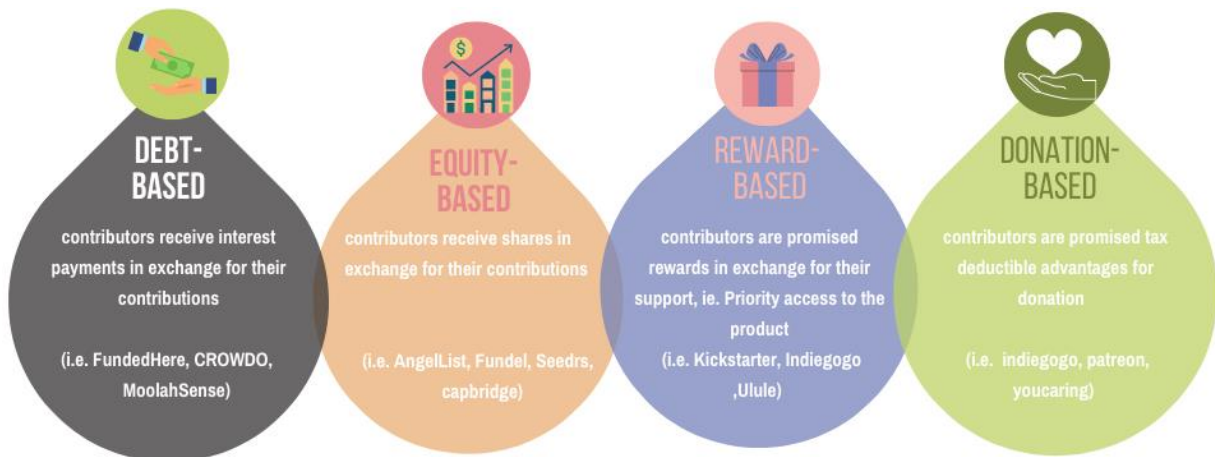 DEBT-
BASED
contributors receive interest
payments in exchange for their
contributions
(i.e. FundedHere, CROWDO,
MoolahSense)
$
EQUITY-
BASED
contributors receive shares in
exchange for their contributions
(i.e. AngelList, Fundel, Seedrs,
capbridge)
REWARD-
BASED
contributors are promised
rewards in exchange for their
support, ie. Priority access to the
product
(i.e. Kickstarter, Indiegogo
,Ulule)
DONATION-
BASED
contributors are promised tax
deductible advantages for
donation
(i.e. indiegogo, patreon,
youcaring)